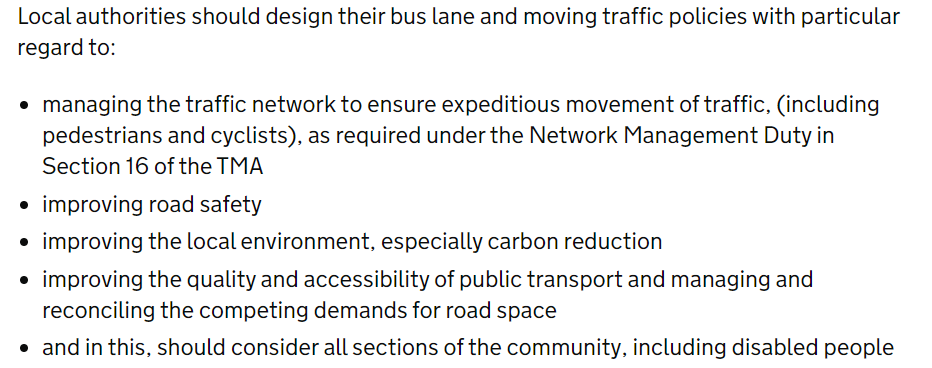 Local authorities should design their bus lane and moving traffic policies with particular
regard to:
• managing the traffic network to ensure expeditious movement of traffic, (including
pedestrians and cyclists), as required under the Network Management Duty in
Section 16 of the TMA
• improving road safety
• improving the local environment, especially carbon reduction
• improving the quality and accessibility of public transport and managing and
reconciling the competing demands for road space
• and in this, should consider all sections of the community, including disabled people